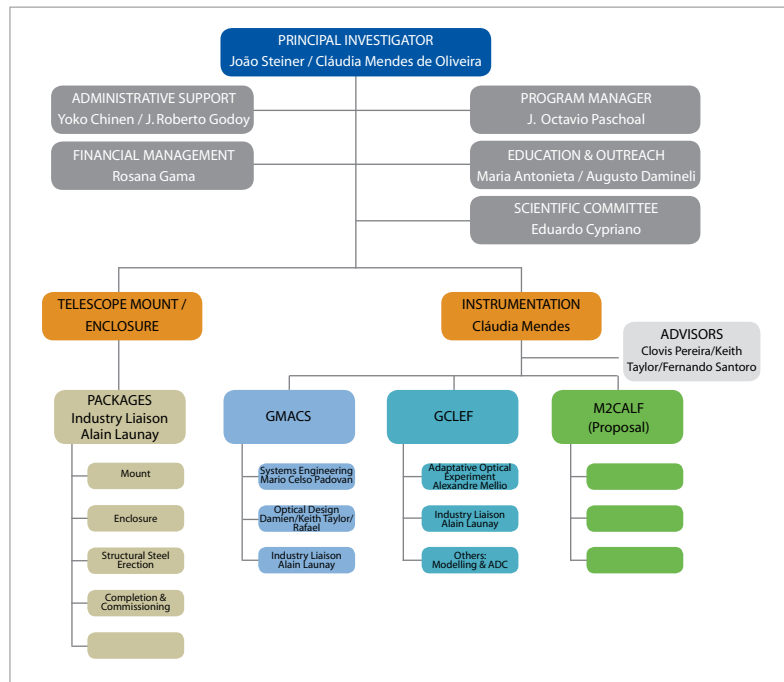 PRINCIPAL INVESTIGATOR
João Steiner / Cláudia Mendes de Oliveira
ADMINISTRATIVE SUPPORT
Yoko Chinen / J. Roberto Godoy
PROGRAM MANAGER
J. Octavio Paschoal
FINANCIAL MANAGEMENT
Rosana Gama
EDUCATION & OUTREACH
Maria Antonieta / Augusto Damineli
SCIENTIFIC COMMITTEE
Eduardo Cypriano
TELESCOPE MOUNT /
ENCLOSURE
INSTRUMENTATION
Cláudia Mendes
ADVISORS
Clovis Pereira/Keith
Taylor/Fernando Santoro
PACKAGES
Industry Liaison
Alain Launay
Mount
Enclosure
Structural Steel
Erection
Completion &
Commissioning
GMACS
Systems Engineering
Mario Celso Padovan
Optical Design
Damien/Keith Taylor/
Rafael
Industry Liaison
Alain Launay
GCLEF
Adaptative Optical
Experiment
Alexandre Mellio
Industry Liaison
Alain Launay
Others:
Modelling & ADC
M2CALF
(Proposal)